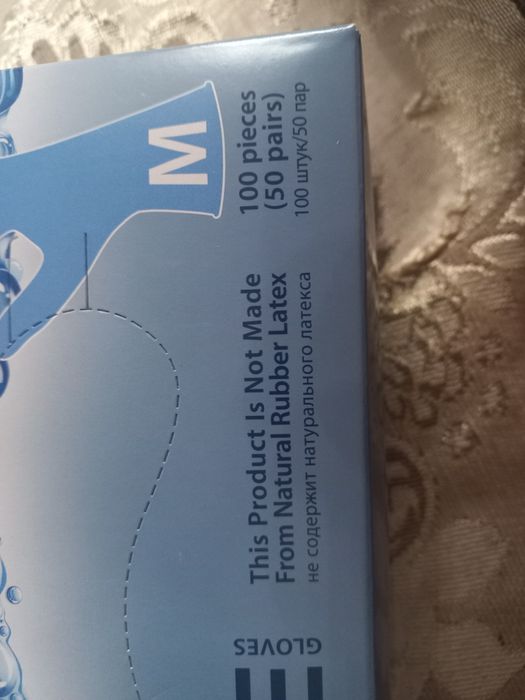 M
This Product Is Not Made
From Natural Rubber Latex
не содержит натурального латекса
100 pieces
(50 pairs)
100 штук/50 пар
GLOVES